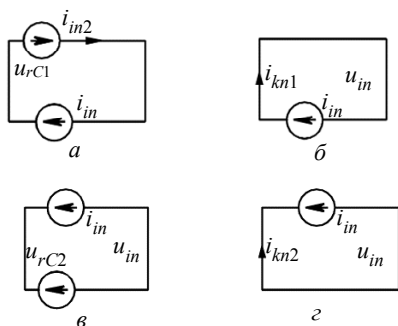 i_in2
u_rC1
i_in
а
i_kn1
u_in
i_in
б
i_in
u_rC2
u_in
в
i_in
i_kn2
u_in
г